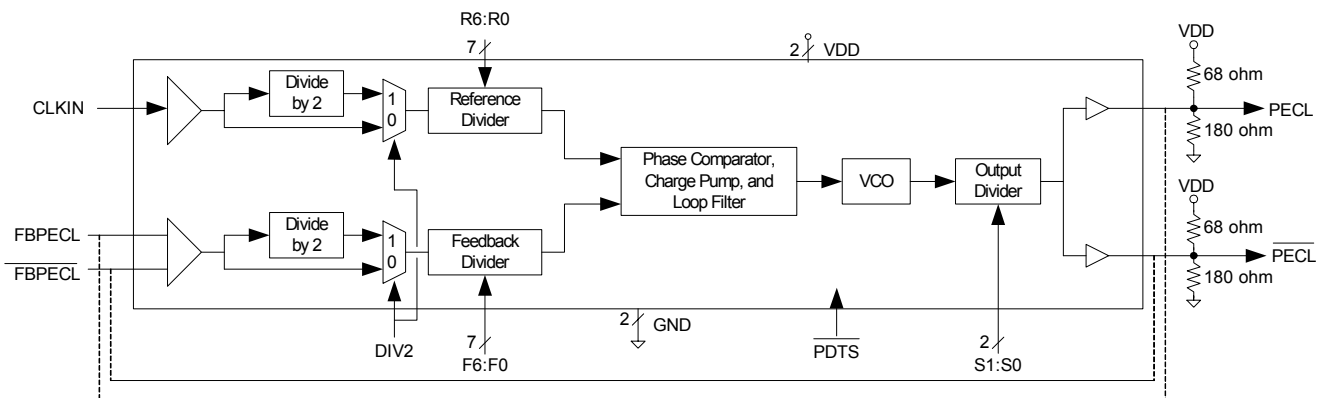 R6:R0
7
2 VDD
VDD
68 ohm
CLKIN
Divide
by 2
1
0
Reference
Divider
PECL
180 ohm
Phase Comparator,
Charge Pump, and
Loop Filter
VCO
Output
Divider
VDD
68 ohm
FBPECL
FBPECL
Divide
by 2
1
0
Feedback
Divider
PECL
180 ohm
2 GND
DIV2
7
F6:F0
PDTS
2
S1:S0